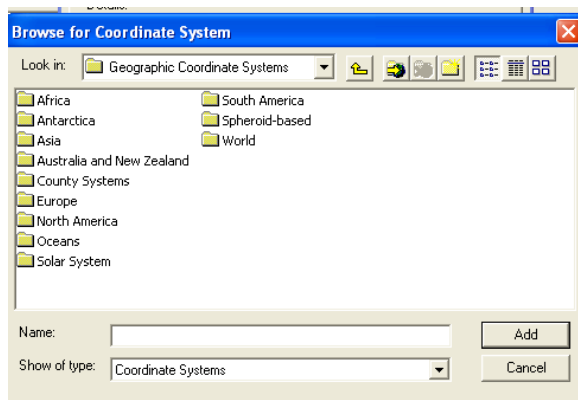 Details:
Browse for Coordinate System
Look in: Geographic Coordinate Systems
Africa
Antarctica
Asia
Australia and New Zealand
County Systems
Europe
North America
Oceans
Solar System
South America
Spheroid-based
World
Name:
Add
Show of type: Coordinate Systems
Cancel